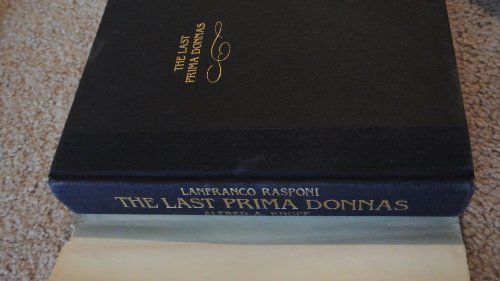 THE LAST
PRIMA DONNAS
LANFRANCO RASPONI
THE LAST PRIMA DONNAS
ALFRED A. KNOPF